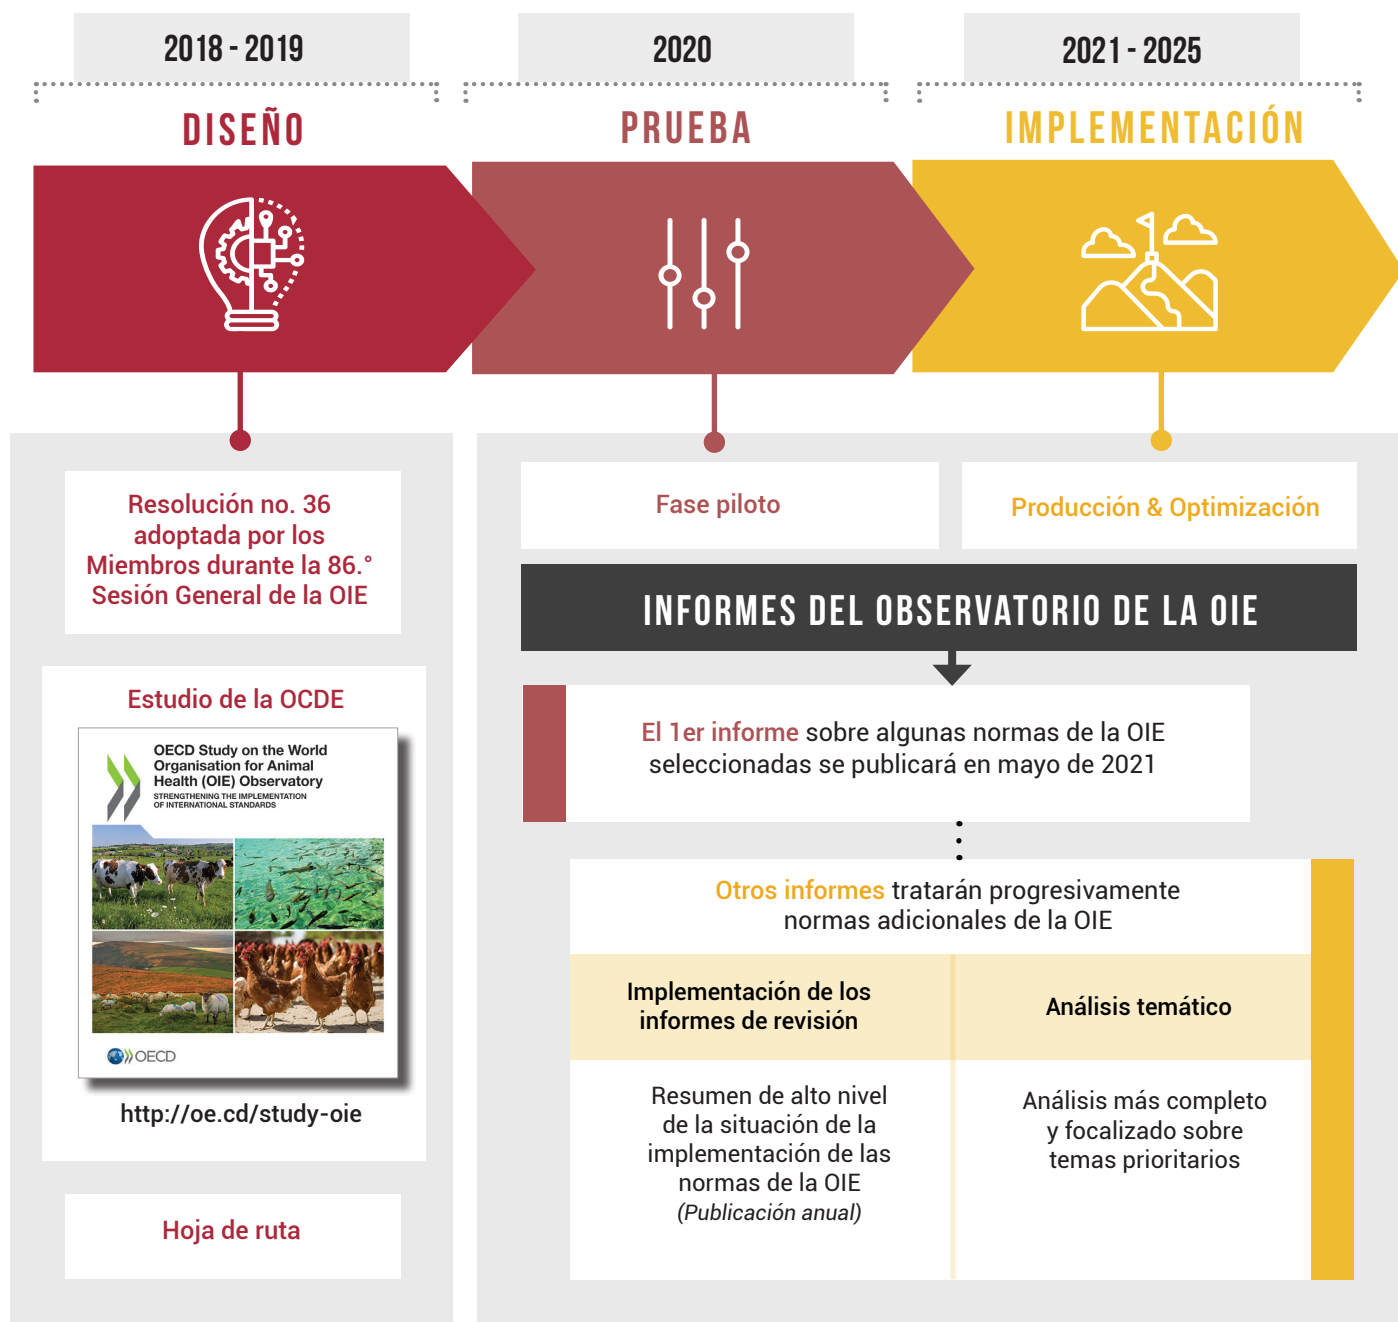 2018 - 2019
DISEÑO
2020
PRUEBA
2021 - 2025
IMPLEMENTACIÓN
Resolución no. 36
adoptada por los
Miembros durante la 86.°
Sesión General de la OIE
Estudio de la OCDE
OECD Study on the World
Organisation for Animal
Health (OIE) Observatory
STRENGTHENING THE IMPLEMENTATION
OF INTERNATIONAL STANDARDS
OECD
http://oe.cd/study-oie
Hoja de ruta
Fase piloto
Producción & Optimización
INFORMES DEL OBSERVATORIO DE LA OIE
El 1er informe sobre algunas normas de la OIE
seleccionadas se publicará en mayo de 2021
Otros informes tratarán progresivamente
normas adicionales de la OIE
Implementación de los
informes de revisión
Resumen de alto nivel
de la situación de la
implementación de las
normas de la OIE
(Publicación anual)
Análisis temático
Análisis más completo
y focalizado sobre
temas prioritarios